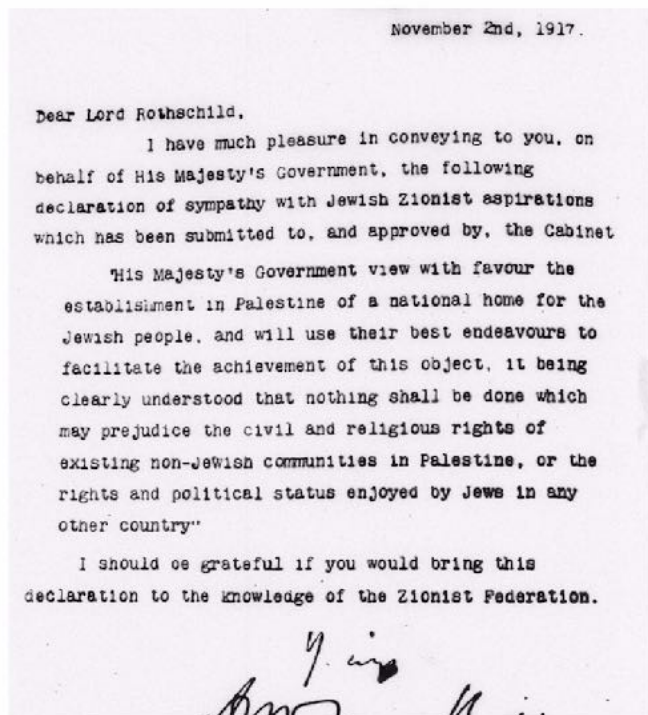 November 2nd, 1917.
Dear Lord Rothschild,
I have much pleasure in conveying to you, on
behalf of His Majesty's Government, the following
declaration of sympathy with Jewish Zionist aspirations
which has been submitted to, and approved by, the Cabinet
"His Majesty's Government view with favour the
establishment in Palestine of a national home for the
Jewish people, and will use their best endeavours to
facilitate the achievement of this object, it being
clearly understood that nothing shall be done which
may prejudice the civil and religious rights of
existing non-Jewish communities in Palestine, or the
rights and political status enjoyed by Jews in any
other country"
I should be grateful if you would bring this
declaration to the knowledge of the Zionist Federation.